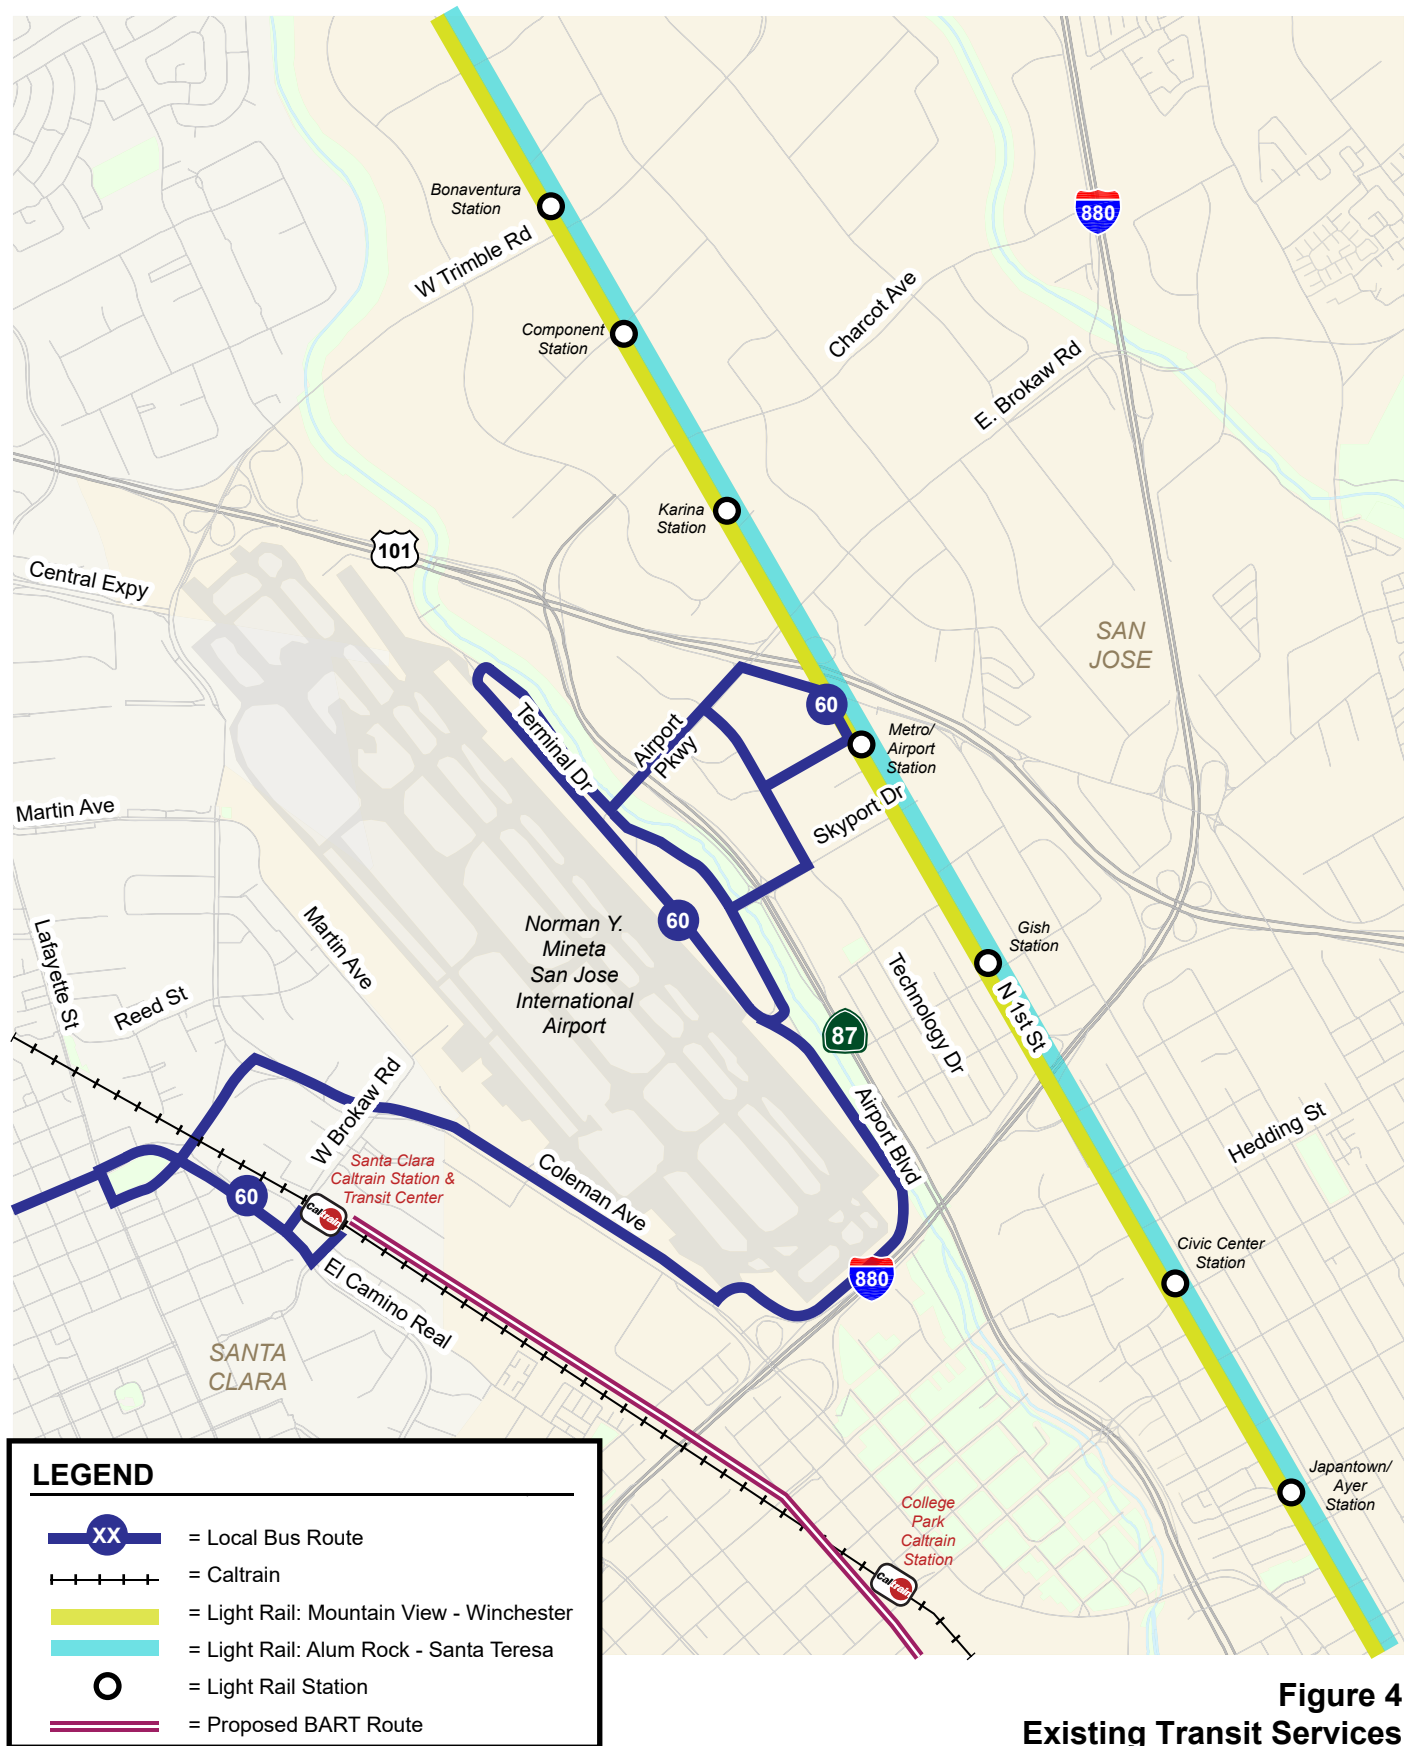 Bonaventura
Station
W Trimble Rd
880
Component
Station
Charcot Ave
E. Brokaw Rd
Karina
Station
101
Central Expy
SAN
JOSE
60
Metro/
Airport
Station
Terminal Dr
Airport
Pkwy
Skyport Dr
Martin Ave
Norman Y.
Mineta
San Jose
International
Airport
60
Gish
Station
Lafayette St
Martin Ave
Reed St
Technology Dr
N 1st St
87
W Brokaw Rd
Airport Blvd
Hedding St
Santa Clara
Caltrain Station &
Transit Center
60
Caltrain
Coleman Ave
Civic Center
Station
880
El Camino Real
SANTA
CLARA
Japantown/
Ayer
Station
College
Park
Caltrain
Station
Caltrain
LEGEND
XX = Local Bus Route
= Caltrain
= Light Rail: Mountain View - Winchester
= Light Rail: Alum Rock - Santa Teresa
= Light Rail Station
= Proposed BART Route
Figure 4
Existing Transit Services